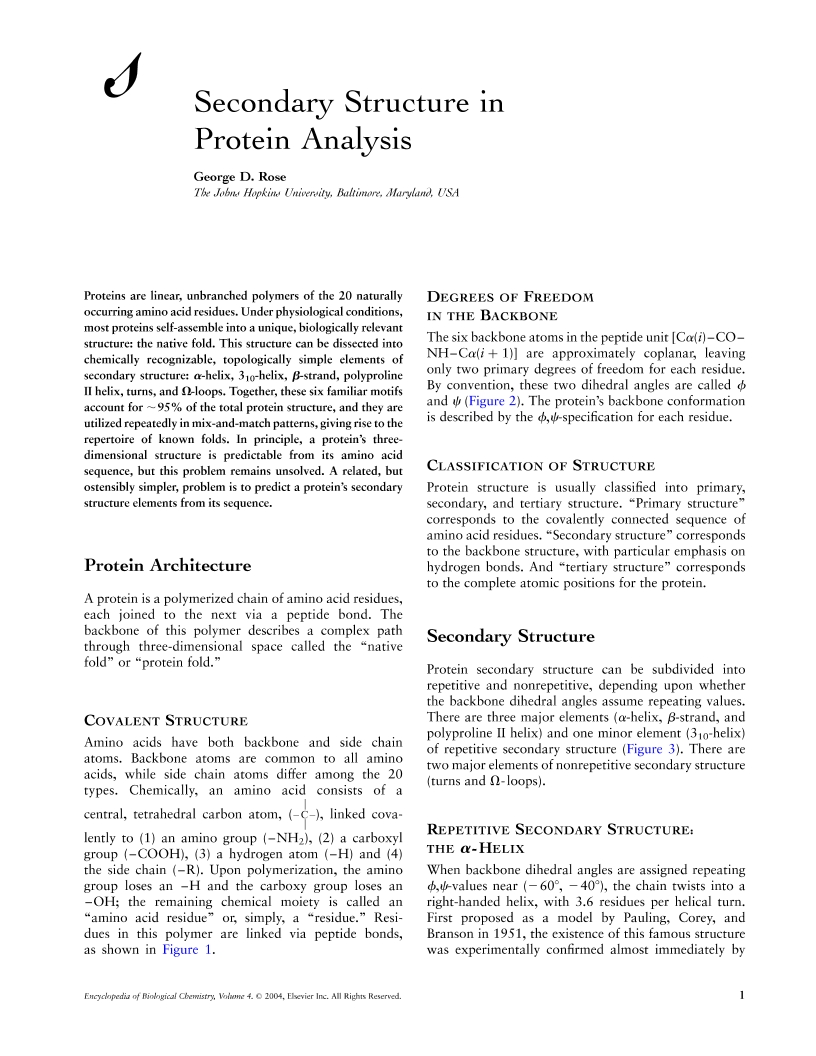 S
Secondary Structure in
Protein Analysis
George D. Rose
The Johns Hopkins University, Baltimore, Maryland, USA
Proteins are linear, unbranched polymers of the 20 naturally
occurring amino acid residues. Under physiological conditions,
most proteins self-assemble into a unique, biologically relevant
structure: the native fold. This structure can be dissected into
chemically recognizable, topologically simple elements of
secondary structure: α-helix, 3₁₀-helix, β-strand, polyproline
II helix, turns, and Ω-loops. Together, these six familiar motifs
account for ~95% of the total protein structure, and they are
utilized repeatedly in mix-and-match patterns, giving rise to the
repertoire of known folds. In principle, a protein's three-
dimensional structure is predictable from its amino acid
sequence, but this problem remains unsolved. A related, but
ostensibly simpler, problem is to predict a protein's secondary
structure elements from its sequence.
Protein Architecture
A protein is a polymerized chain of amino acid residues,
each joined to the next via a peptide bond. The
backbone of this polymer describes a complex path
through three-dimensional space called the “native
fold” or “protein fold.”
COVALENT STRUCTURE
Amino acids have both backbone and side chain
atoms. Backbone atoms are common to all amino
acids, while side chain atoms differ among the 20
types. Chemically, an amino acid consists of a
central, tetrahedral carbon atom, (–C–), linked cova-
lently to (1) an amino group (–NH₂), (2) a carboxyl
group (–COOH), (3) a hydrogen atom (–H) and (4)
the side chain (–R). Upon polymerization, the amino
group loses an –H and the carboxy group loses an
–OH; the remaining chemical moiety is called an
“amino acid residue” or, simply, a “residue.” Resi-
dues in this polymer are linked via peptide bonds,
as shown in Figure 1.
DEGREES OF FREEDOM
IN THE BACKBONE
The six backbone atoms in the peptide unit [Cα(i)–CO–
NH–Cα(i + 1)] are approximately coplanar, leaving
only two primary degrees of freedom for each residue.
By convention, these two dihedral angles are called ϕ
and ψ (Figure 2). The protein's backbone conformation
is described by the ϕ,ψ-specification for each residue.
CLASSIFICATION OF STRUCTURE
Protein structure is usually classified into primary,
secondary, and tertiary structure. “Primary structure”
corresponds to the covalently connected sequence of
amino acid residues. “Secondary structure” corresponds
to the backbone structure, with particular emphasis on
hydrogen bonds. And “tertiary structure” corresponds
to the complete atomic positions for the protein.
Secondary Structure
Protein secondary structure can be subdivided into
repetitive and nonrepetitive, depending upon whether
the backbone dihedral angles assume repeating values.
There are three major elements (α-helix, β-strand, and
polyproline II helix) and one minor element (3₁₀-helix)
of repetitive secondary structure (Figure 3). There are
two major elements of nonrepetitive secondary structure
(turns and Ω-loops).
REPETITIVE SECONDARY STRUCTURE:
THE α-HELIX
When backbone dihedral angles are assigned repeating
ϕ,ψ-values near (−60°, −40°), the chain twists into a
right-handed helix, with 3.6 residues per helical turn.
First proposed as a model by Pauling, Corey, and
Branson in 1951, the existence of this famous structure
was experimentally confirmed almost immediately by
Encyclopedia of Biological Chemistry, Volume 4. © 2004, Elsevier Inc. All Rights Reserved.
1